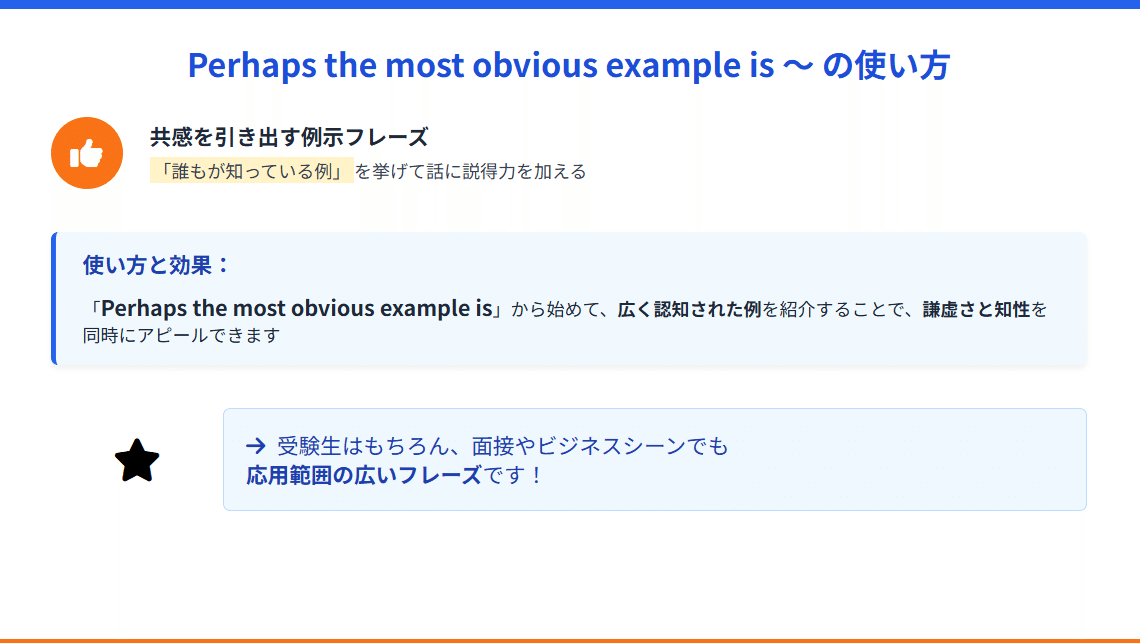 Perhaps the most obvious example is ～ の使い方
共感を引き出す例示フレーズ
「誰もが知っている例」を挙げて話に説得力を加える
使い方と効果：
「Perhaps the most obvious example is」から始めて、広く認知された例を紹介することで、謙虚さと知性を
同時にアピールできます
→ 受験生はもちろん、面接やビジネスシーンでも
応用範囲の広いフレーズです！